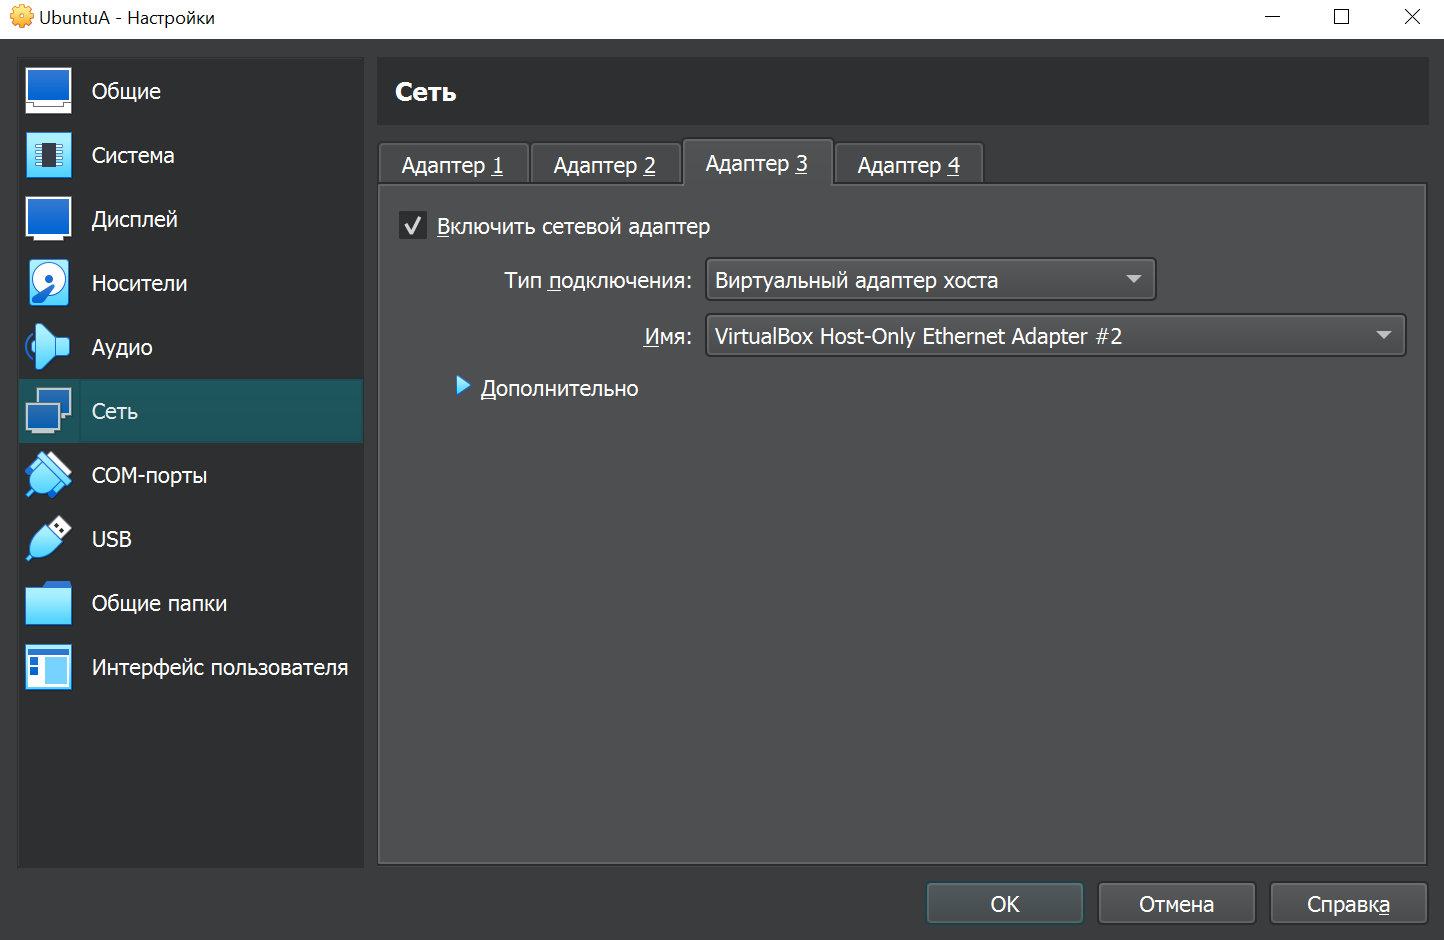 UbuntuA - Настройки
Общие
Система
Дисплей
Носители
Аудио
Сеть
COM-порты
USB
Общие папки
Интерфейс пользователя
Сеть
Адаптер 1 Адаптер 2 Адаптер 3 Адаптер 4
Включить сетевой адаптер
Тип подключения: Виртуальный адаптер хоста
Имя: VirtualBox Host-Only Ethernet Adapter #2
Дополнительно
OK Отмена Справка